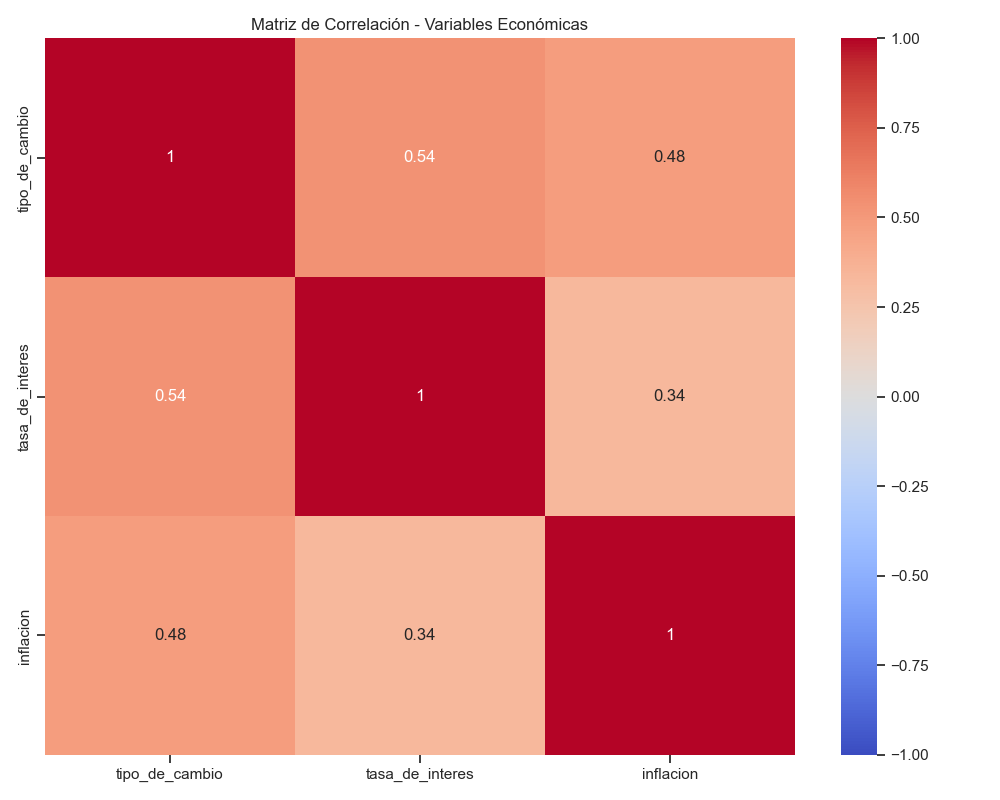 Matriz de Correlación - Variables Económicas
tipo_de_cambio
1
0.54
0.48
tasa_de_interes
0.54
1
0.34
inflacion
0.48
0.34
1
tipo_de_cambio
tasa_de_interes
inflacion
1.00
0.75
0.50
0.25
0.00
−0.25
−0.50
−0.75
−1.00